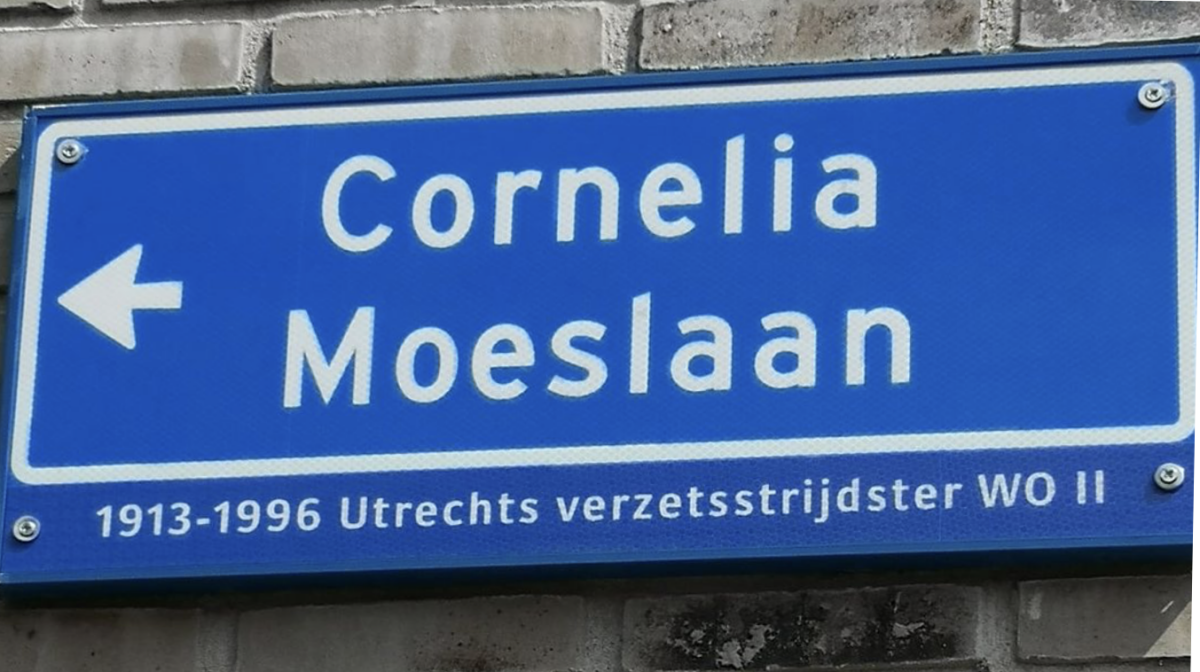 Cornelia
Moeslaan
1913-1996 Utrechts verzetsstrijdster WO II